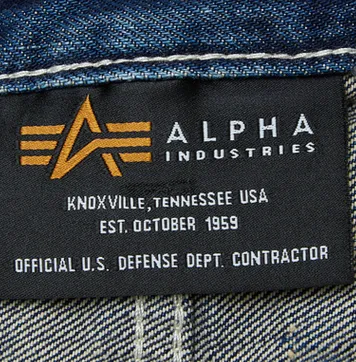 ALPHA
INDUSTRIES
KNOXVILLE, TENNESSEE USA
EST. OCTOBER 1959
OFFICIAL U.S. DEFENSE DEPT. CONTRACTOR